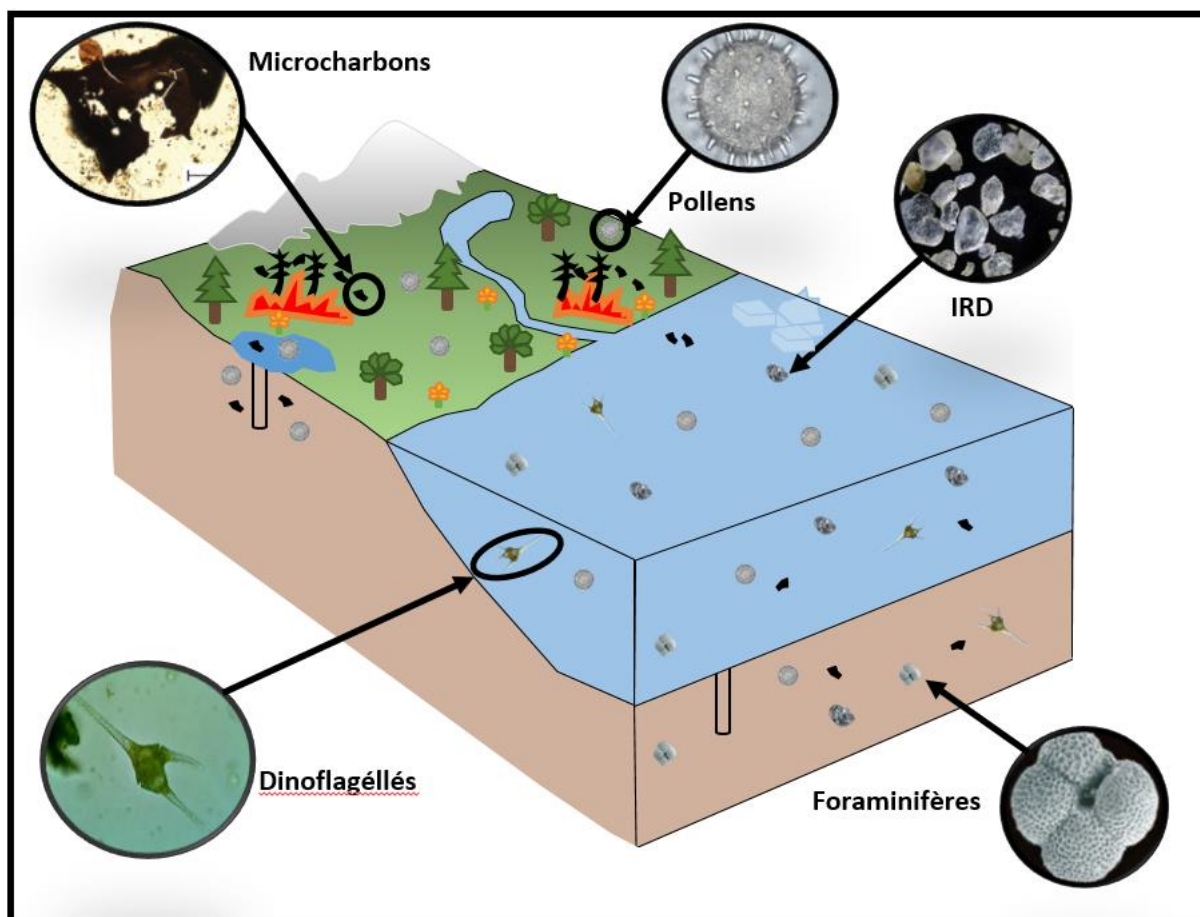 Microcharbons
Pollens
IRD
Dinoflagéllés
Foraminifères